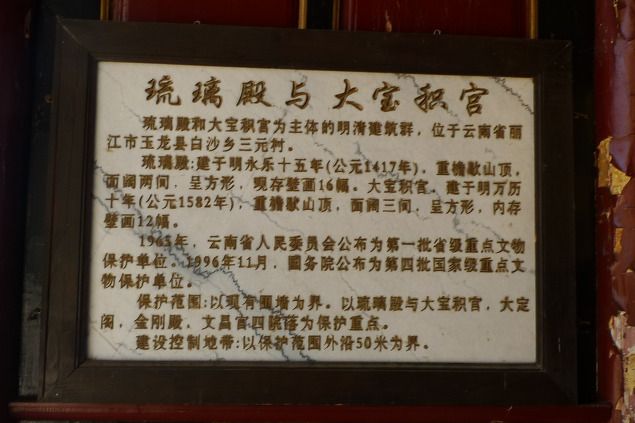 琉璃殿与大宝积宫
琉璃殿和大宝积宫为主体的明清建筑群，位于云南省丽
江市玉龙县白沙乡三元村。
琉璃殿:建于明永乐十五年(公元1417年)，重檐歇山顶，
面阔两间，呈方形，现存壁画16幅。大宝积宫，建于明万历
十年(公元1582年)，重檐歇山顶，面阔三间，呈方形，内存
壁画12幅。
1965年，云南省人民委员会公布为第一批省级重点文物
保护单位。1996年11月，国务院公布为第四批国家级重点文
物保护单位。
保护范围:以现有围墙为界。以琉璃殿与大宝积宫，大定
阁，金刚殿，文昌宫四院落为保护重点。
建设控制地带:以保护范围外沿50米为界。